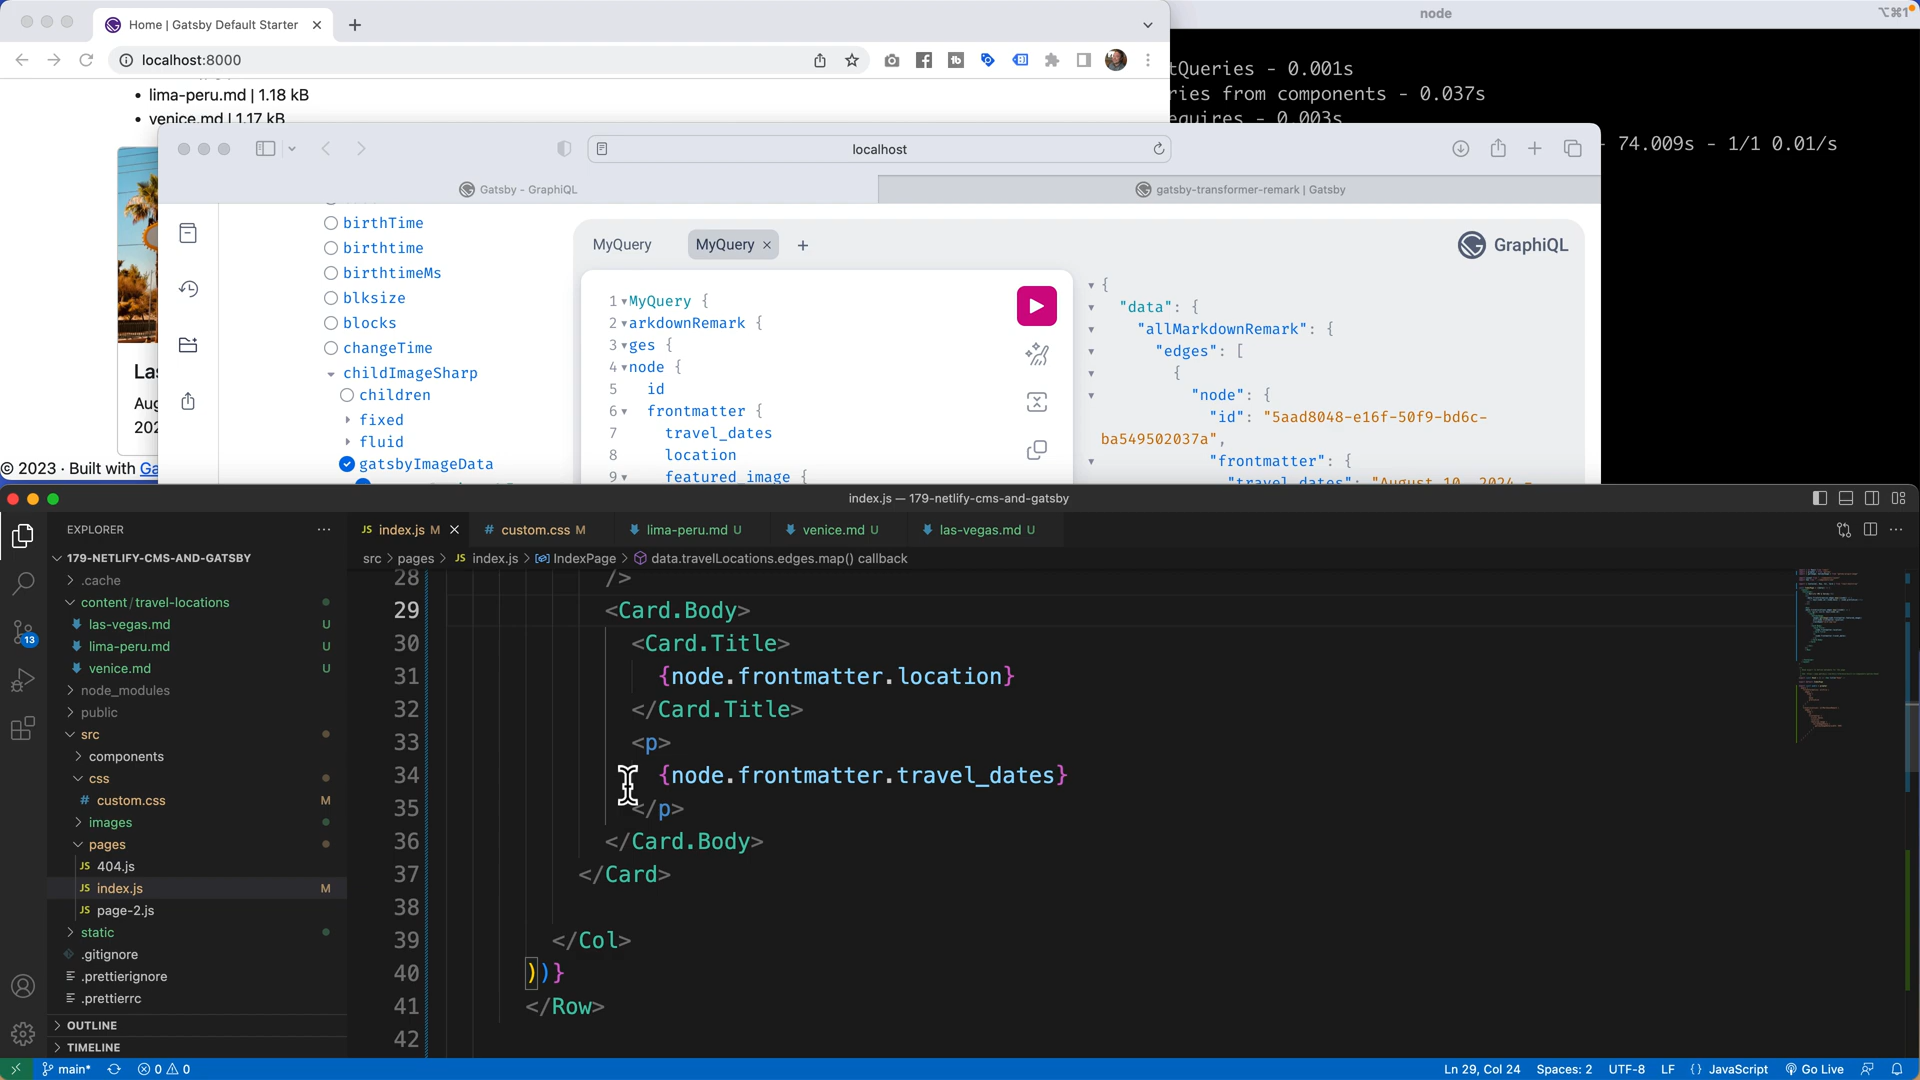 Home | Gatsby Default Starter
node
⌥⌘1
localhost:8000
lima-peru.md | 1.18 kB
venice.md | 1.17 kB
tQueries - 0.001s
ries from components - 0.037s
equires - 0.003s
- 74.009s - 1/1 0.01/s
localhost
Gatsby - GraphiQL
gatsby-transformer-remark | Gatsby
birthTime
birthtime
birthtimeMs
blksize
blocks
changeTime
childImageSharp
children
fixed
fluid
gatsbyImageData
MyQuery
MyQuery
GraphiQL
1 MyQuery {
2 arkdownRemark {
3 ges {
4 node {
5 id
6 frontmatter {
7 travel_dates
8 location
9 featured_image {
{
"data": {
"allMarkdownRemark": {
"edges": [
{
"node": {
"id": "5aad8048-e16f-50f9-bd6c-
ba549502037a",
"frontmatter": {
"travel_dates": "August 10, 2024 -
Las
Aug
202
© 2023 · Built with Ga
index.js — 179-netlify-cms-and-gatsby
EXPLORER
179-NETLIFY-CMS-AND-GATSBY
.cache
content/travel-locations
las-vegas.md U
lima-peru.md U
venice.md U
node_modules
public
src
components
css
# custom.css M
images
pages
JS 404.js
JS index.js M
JS page-2.js
static
.gitignore
.prettierignore
.prettierrc
OUTLINE
TIMELINE
13
JS index.js M
# custom.css M
lima-peru.md U
venice.md U
las-vegas.md U
src > pages > JS index.js > IndexPage > data.travelLocations.edges.map() callback
28 />
29 <Card.Body>
30 <Card.Title>
31 {node.frontmatter.location}
32 </Card.Title>
33 <p>
34 {node.frontmatter.travel_dates}
35 </p>
36 </Card.Body>
37 </Card>
38
39 </Col>
40 ))}
41 </Row>
42
main*
0 0
Ln 29, Col 24
Spaces: 2
UTF-8
LF
{} JavaScript
Go Live